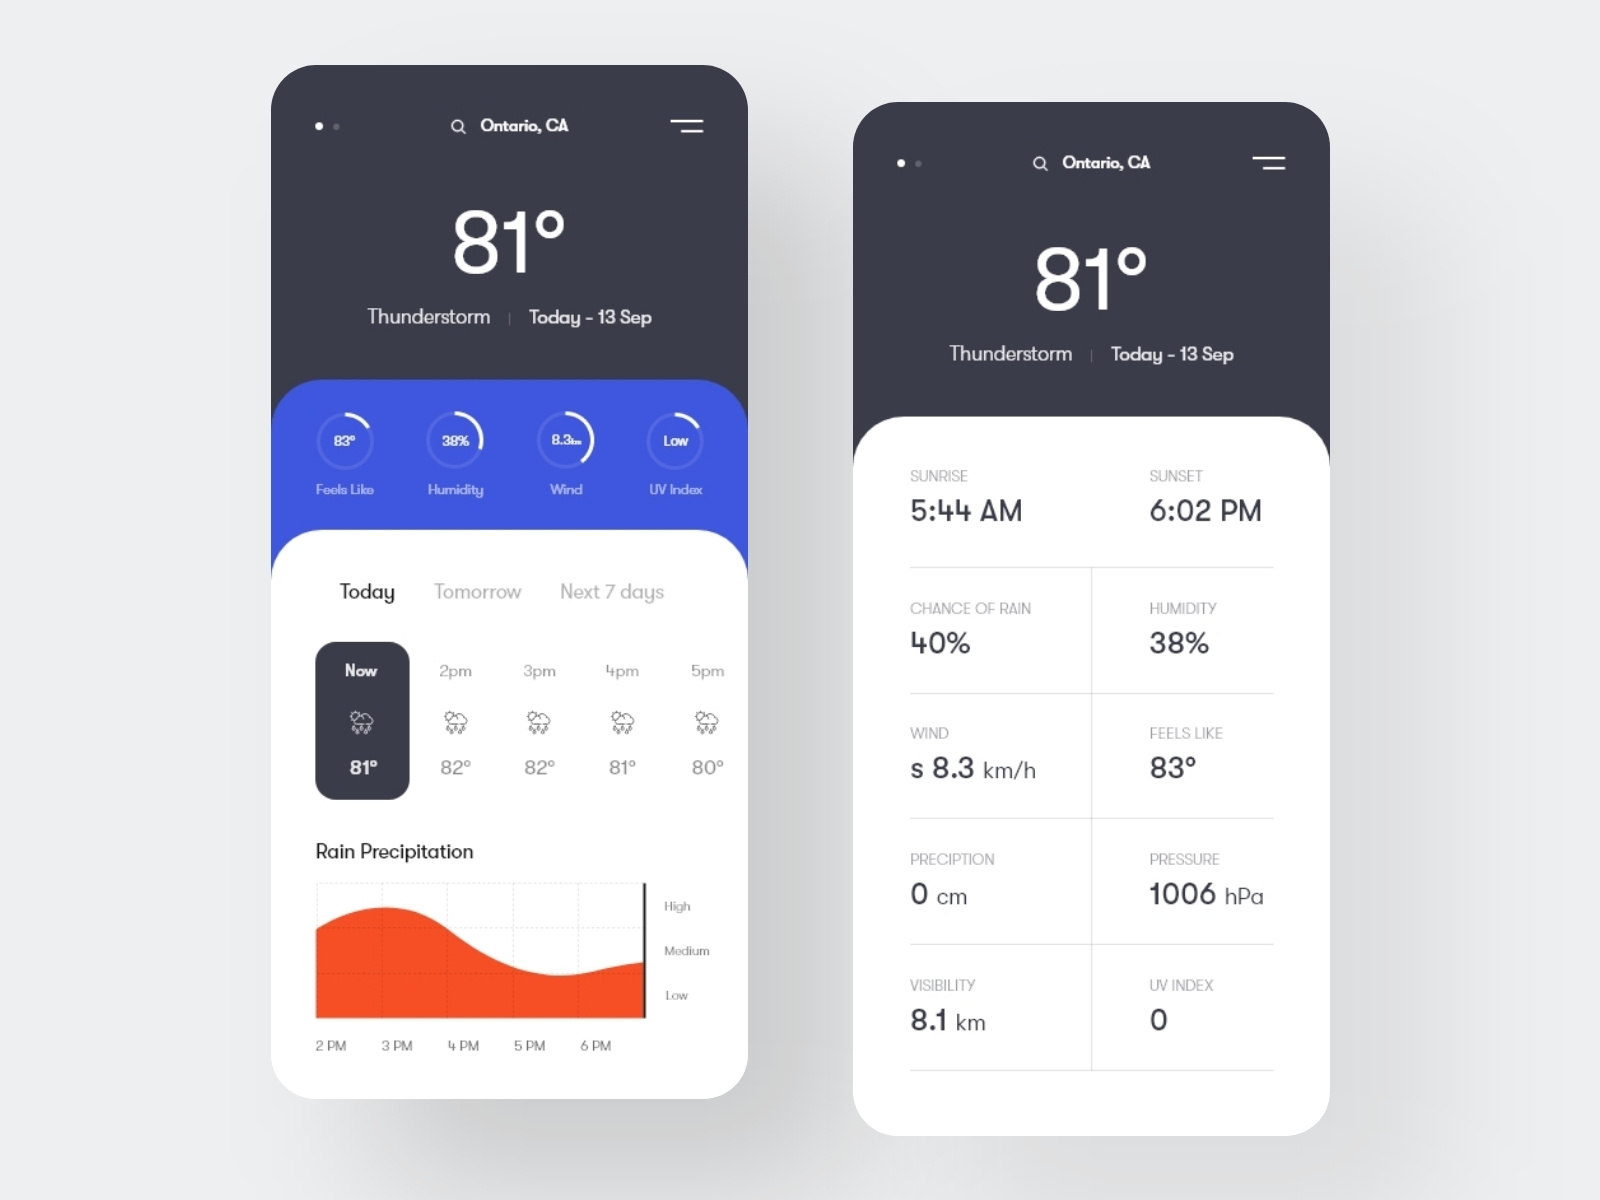 Ontario, CA
81°
Thunderstorm | Today - 13 Sep
83° 38% 8.3km Low
Feels Like Humidity Wind UV Index
Today Tomorrow Next 7 days
Now 2pm 3pm 4pm 5pm
81° 82° 82° 81° 80°
Rain Precipitation
High
Medium
Low
2 PM 3 PM 4 PM 5 PM 6 PM
Ontario, CA
81°
Thunderstorm | Today - 13 Sep
SUNRISE SUNSET
5:44 AM 6:02 PM
CHANCE OF RAIN HUMIDITY
40% 38%
WIND FEELS LIKE
s 8.3 km/h 83°
PRECIPTION PRESSURE
0 cm 1006 hPa
VISIBILITY UV INDEX
8.1 km 0